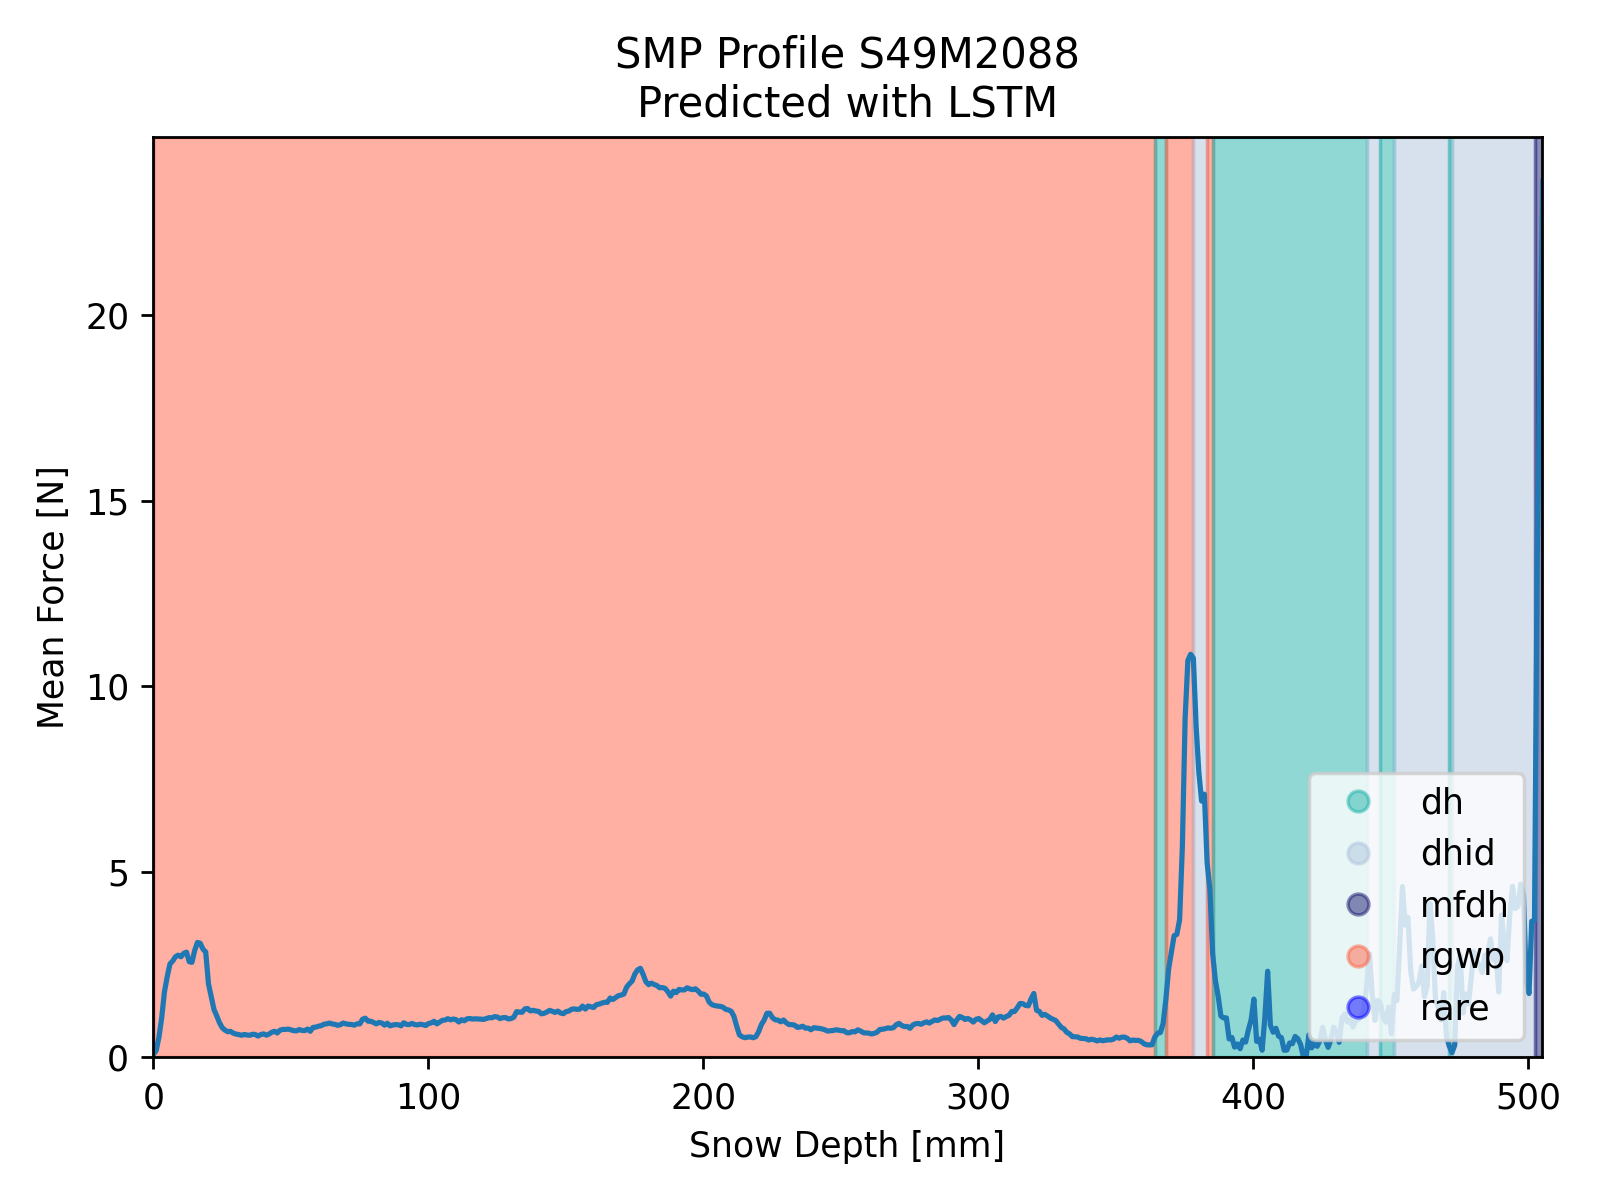 SMP Profile S49M2088
Predicted with LSTM
Mean Force [N]
20
15
10
5
0
0 100 200 300 400 500
Snow Depth [mm]
dh
dhid
mfdh
rgwp
rare